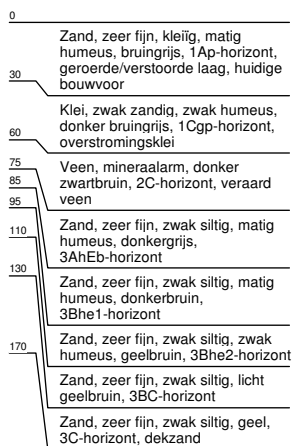 0
Zand, zeer fijn, kleiïg, matig
humeus, bruingrijs, 1Ap-horizont,
geroerde/verstoorde laag, huidige
bouwvoor
30
Klei, zwak zandig, zwak humeus,
donker bruingrijs, 1Cgp-horizont,
overstromingsklei
60
Veen, mineraalarm, donker
zwartbruin, 2C-horizont, veraard
veen
75
Zand, zeer fijn, zwak siltig, matig
humeus, donkergrijs,
3AhEb-horizont
85
Zand, zeer fijn, zwak siltig, matig
humeus, donkerbruin,
3Bhe1-horizont
95
Zand, zeer fijn, zwak siltig, zwak
humeus, geelbruin, 3Bhe2-horizont
110
Zand, zeer fijn, zwak siltig, licht
geelbruin, 3BC-horizont
130
Zand, zeer fijn, zwak siltig, geel,
3C-horizont, dekzand
170